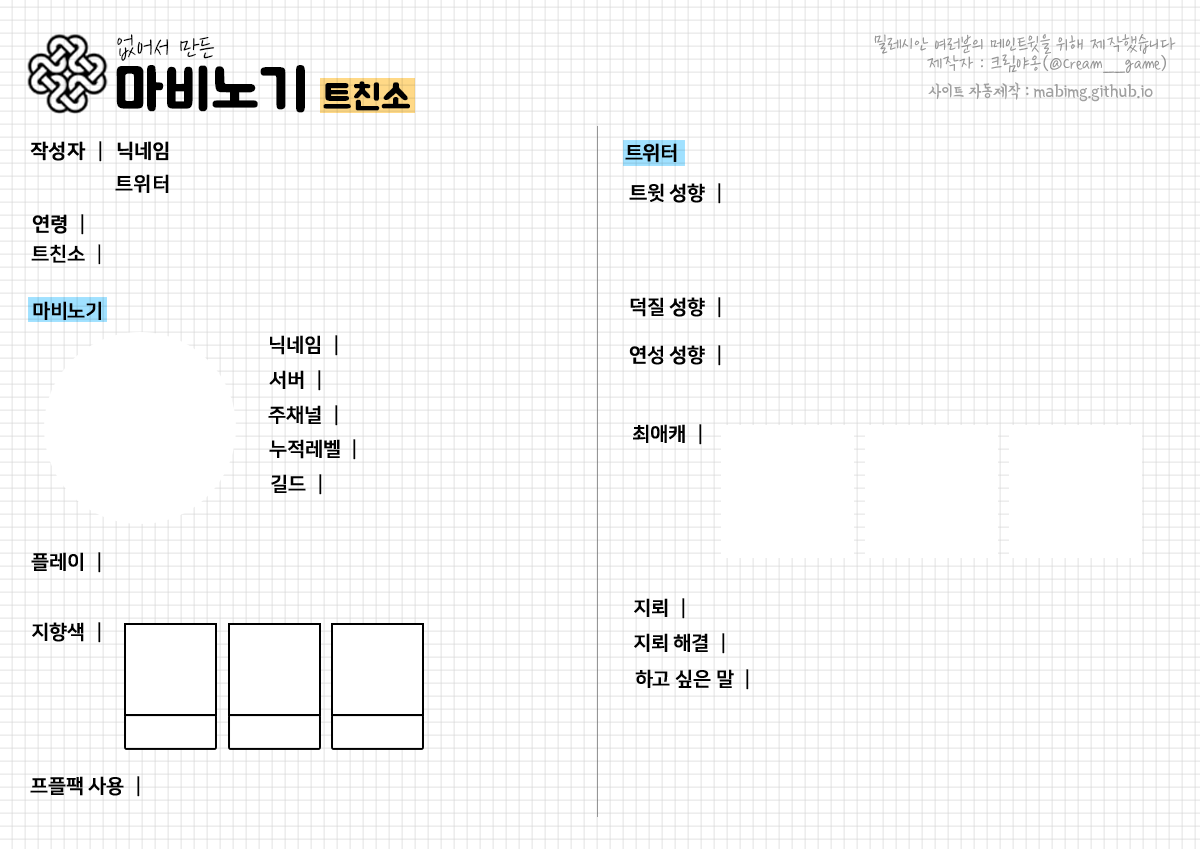 없어서 만든
마비노기 트친소
밀레시안 여러분의 메인트윗을 위해 제작했습니다
제작자 : 크림야옹(@Cream___game)
사이트 자동제작 : mabimg.github.io
작성자 | 닉네임
트위터
연령 |
트친소 |
마비노기
닉네임 |
서버 |
주채널 |
누적레벨 |
길드 |
플레이 |
지향색 |
프플팩 사용 |
트위터
트윗 성향 |
덕질 성향 |
연성 성향 |
최애캐 |
지뢰 |
지뢰 해결 |
하고 싶은 말 |